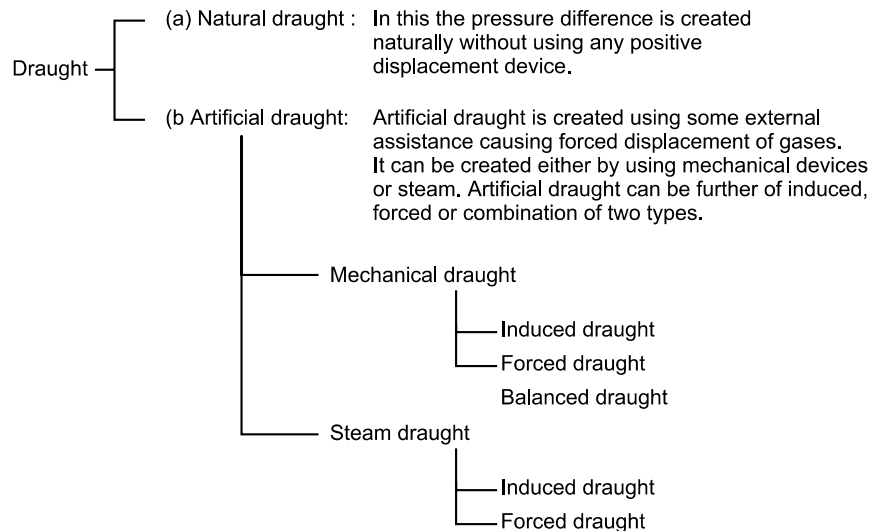 (a) Natural draught : In this the pressure difference is created
naturally without using any positive
displacement device.
Draught
(b Artificial draught: Artificial draught is created using some external
assistance causing forced displacement of gases.
It can be created either by using mechanical devices
or steam. Artificial draught can be further of induced,
forced or combination of two types.
Mechanical draught
Induced draught
Forced draught
Balanced draught
Steam draught
Induced draught
Forced draught